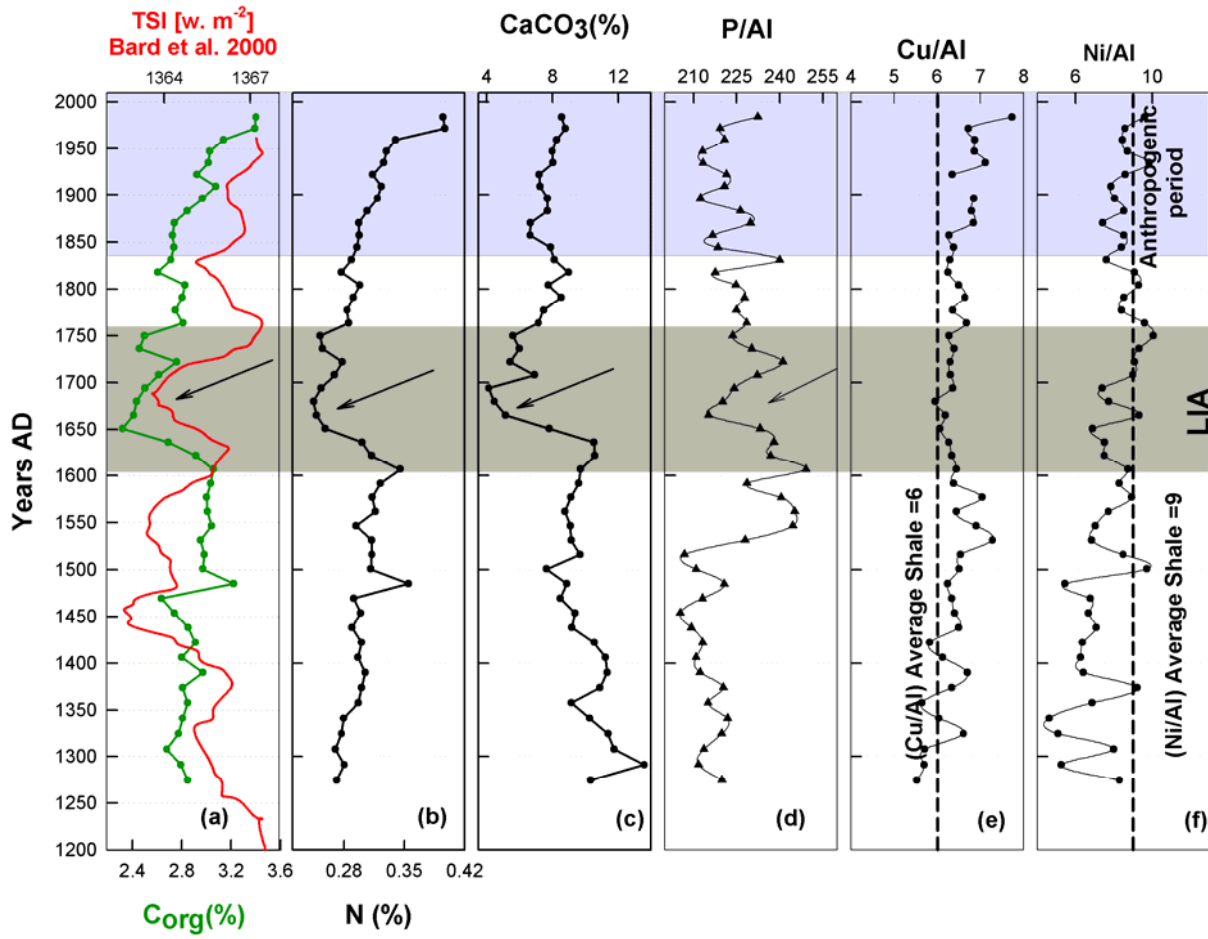 TSI [w. m-2]
Bard et al. 2000
CaCO3(%)
P/Al
Cu/Al
Ni/Al
1364 1367
4 6 8 10 12
210 225 240 255
4 5 6 7 8
6 8 10
2000
1950
1900
1850
1800
1750
1700
1650
1600
1550
1500
1450
1400
1350
1300
1250
1200
Years AD
Anthropogenic
period
LIA
(Cu/Al) Average Shale =6
(Ni/Al) Average Shale =9
(a)
(b)
(c)
(d)
(e)
(f)
2.4 2.8 3.2 3.6
0.28 0.35 0.42
Corg(%)
N (%)